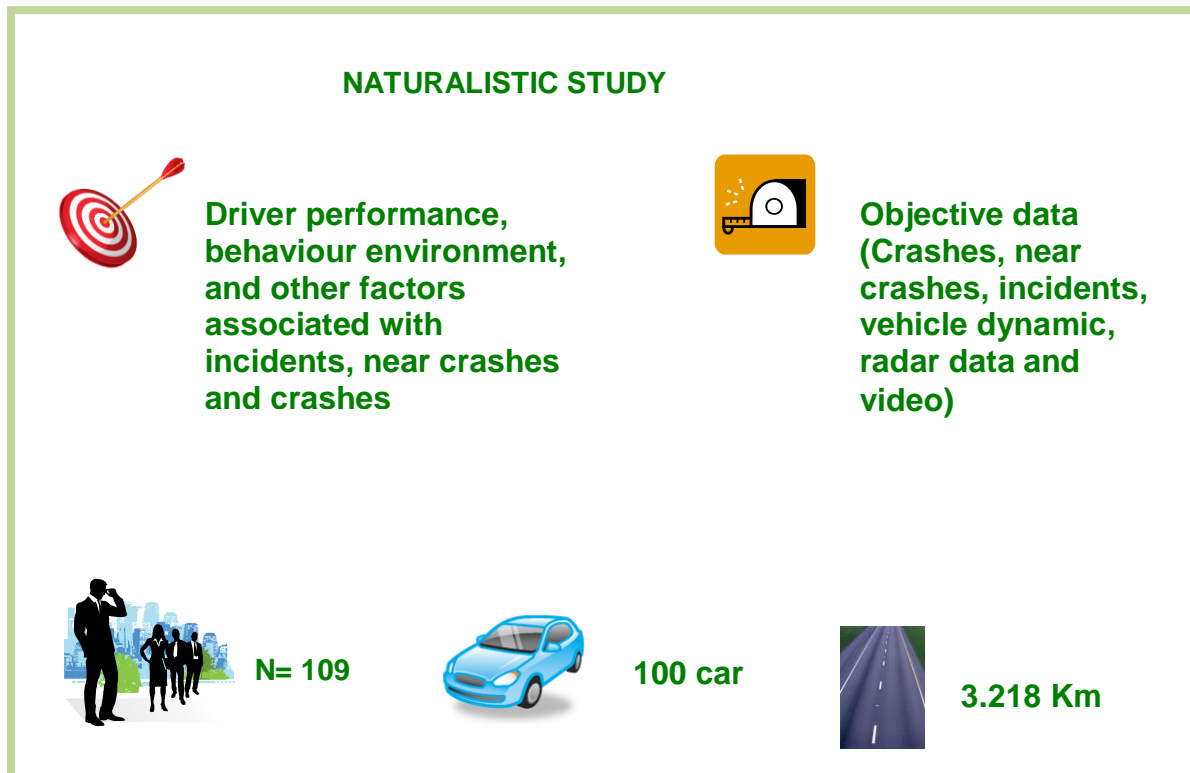 NATURALISTIC STUDY
Driver performance,
behaviour environment,
and other factors
associated with
incidents, near crashes
and crashes
Objective data
(Crashes, near
crashes, incidents,
vehicle dynamic,
radar data and
video)
N= 109
100 car
3.218 Km